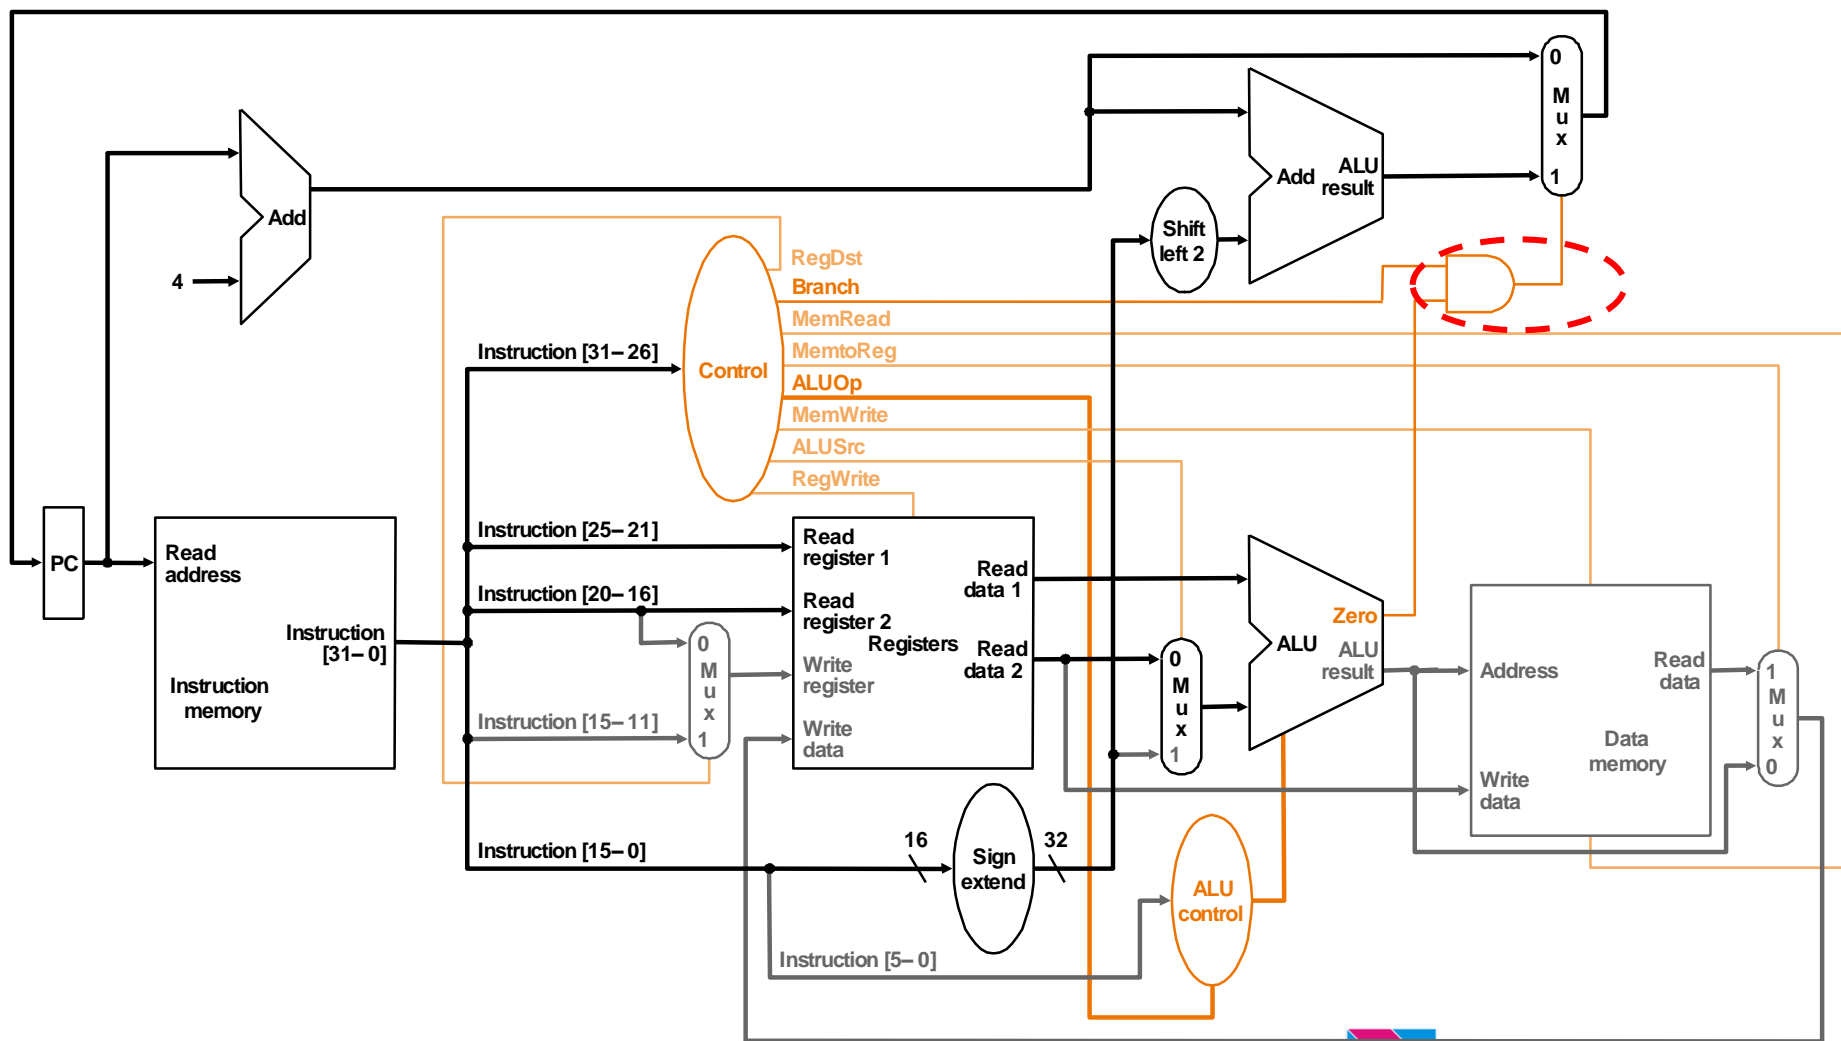 0
M
u
x
1
Add
ALU
result
Shift
left 2
Add
4
RegDst
Branch
MemRead
MemtoReg
ALUOp
MemWrite
ALUSrc
RegWrite
Control
Instruction [31–26]
Instruction [25–21]
Instruction [20–16]
Instruction [15–11]
Instruction [15–0]
Instruction [5–0]
PC
Read
address
Instruction
[31–0]
Instruction
memory
0
M
u
x
1
Read
register 1
Read
register 2
Registers
Write
register
Write
data
Read
data 1
Read
data 2
0
M
u
x
1
Zero
ALU
ALU
result
Address
Read
data
Data
memory
Write
data
1
M
u
x
0
16
Sign
extend
32
ALU
control